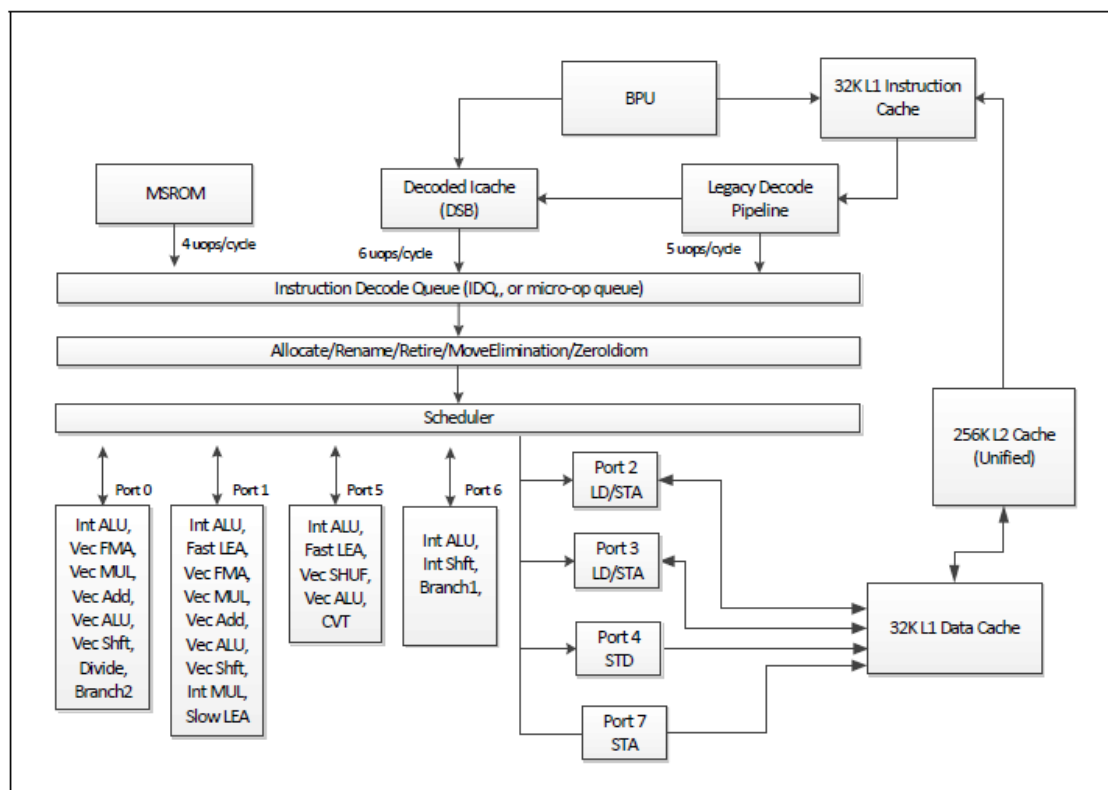 BPU
32K L1 Instruction
Cache
MSROM
Decoded Icache
(DSB)
Legacy Decode
Pipeline
4 uops/cycle
6 uops/cycle
5 uops/cycle
Instruction Decode Queue (IDQ,, or micro-op queue)
Allocate/Rename/Retire/MoveElimination/ZeroIdiom
Scheduler
256K L2 Cache
(Unified)
Port 0
Int ALU,
Vec FMA,
Vec MUL,
Vec Add,
Vec ALU,
Vec Shft,
Divide,
Branch2
Port 1
Int ALU,
Fast LEA,
Vec FMA,
Vec MUL,
Vec Add,
Vec ALU,
Vec Shft,
Int MUL,
Slow LEA
Port 5
Int ALU,
Fast LEA,
Vec SHUF,
Vec ALU,
CVT
Port 6
Int ALU,
Int Shft,
Branch1,
Port 2
LD/STA
Port 3
LD/STA
Port 4
STD
Port 7
STA
32K L1 Data Cache